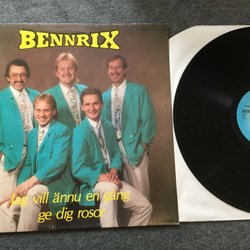 BENNRIX
Jag vill ännu en gång
ge dig rosor